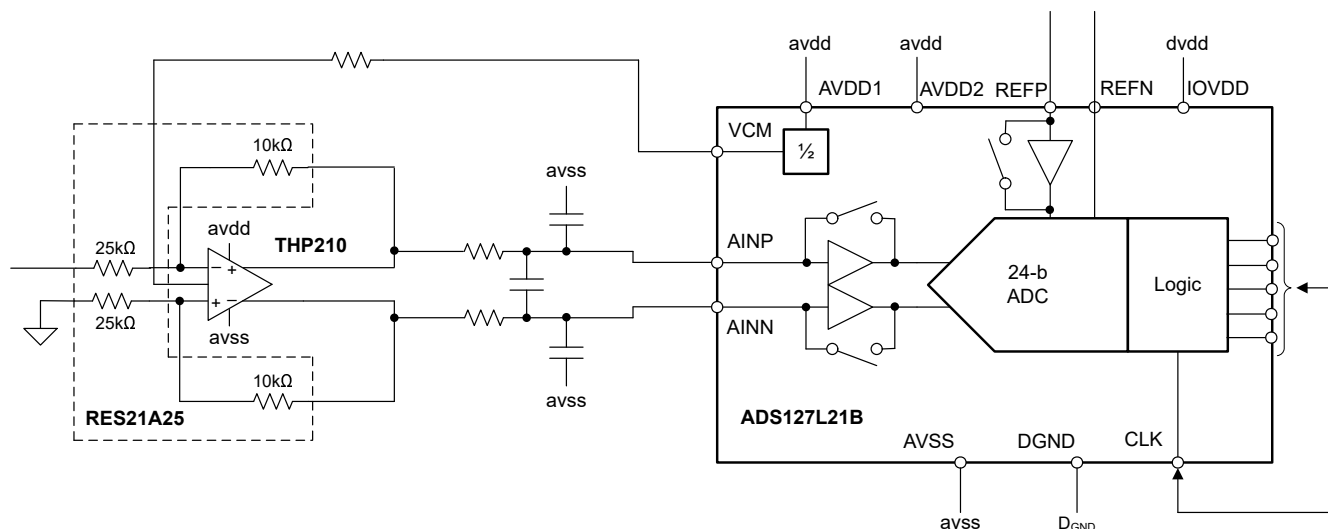 avdd
avdd
dvdd
AVDD1
AVDD2
REFP
REFN
IOVDD
VCM
½
10kΩ
avss
avdd
THP210
25kΩ
− +
+ −
25kΩ
avss
AINP
AINN
24-b
ADC
Logic
10kΩ
avss
RES21A25
ADS127L21B
AVSS
DGND
CLK
avss
DGND